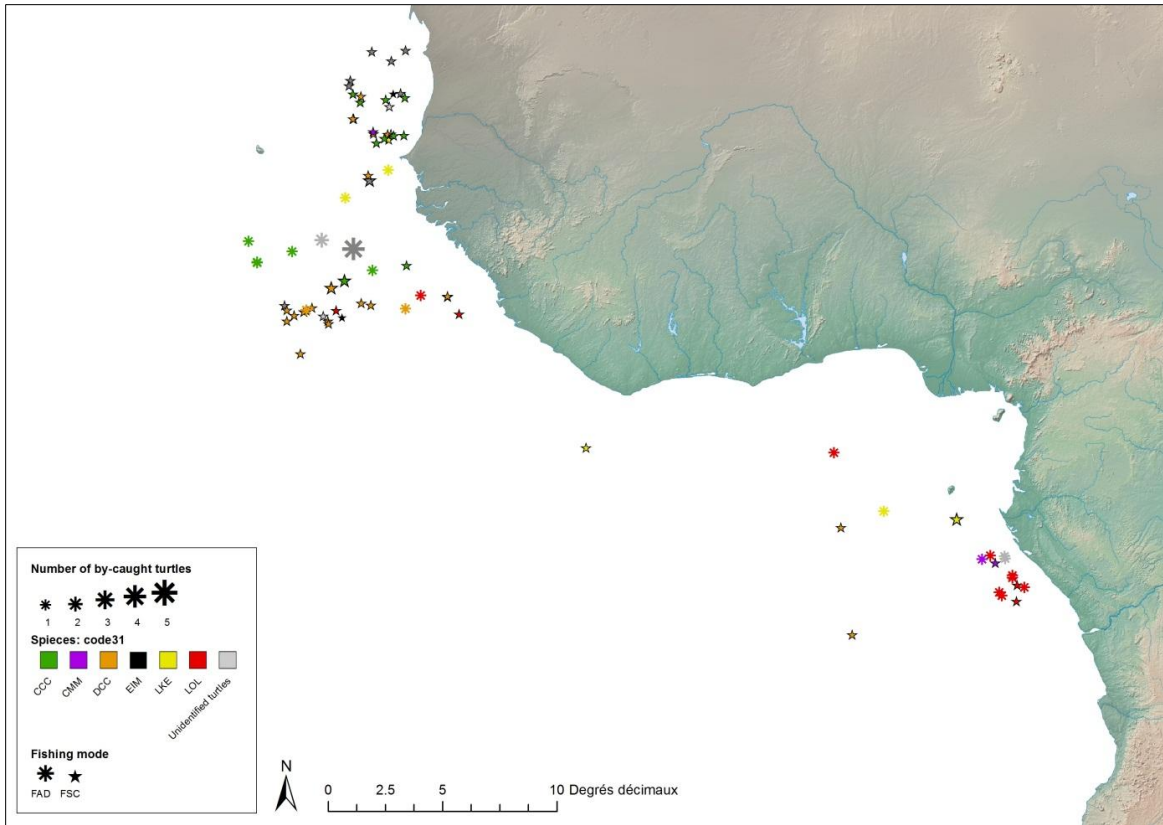 Number of by-caught turtles
1 2 3 4 5
Spieces: code31
CCC CMM DCC EIM LKE LOL Unidentified turtles
Fishing mode
FAD FSC
N
0 2.5 5 10 Degrés décimaux